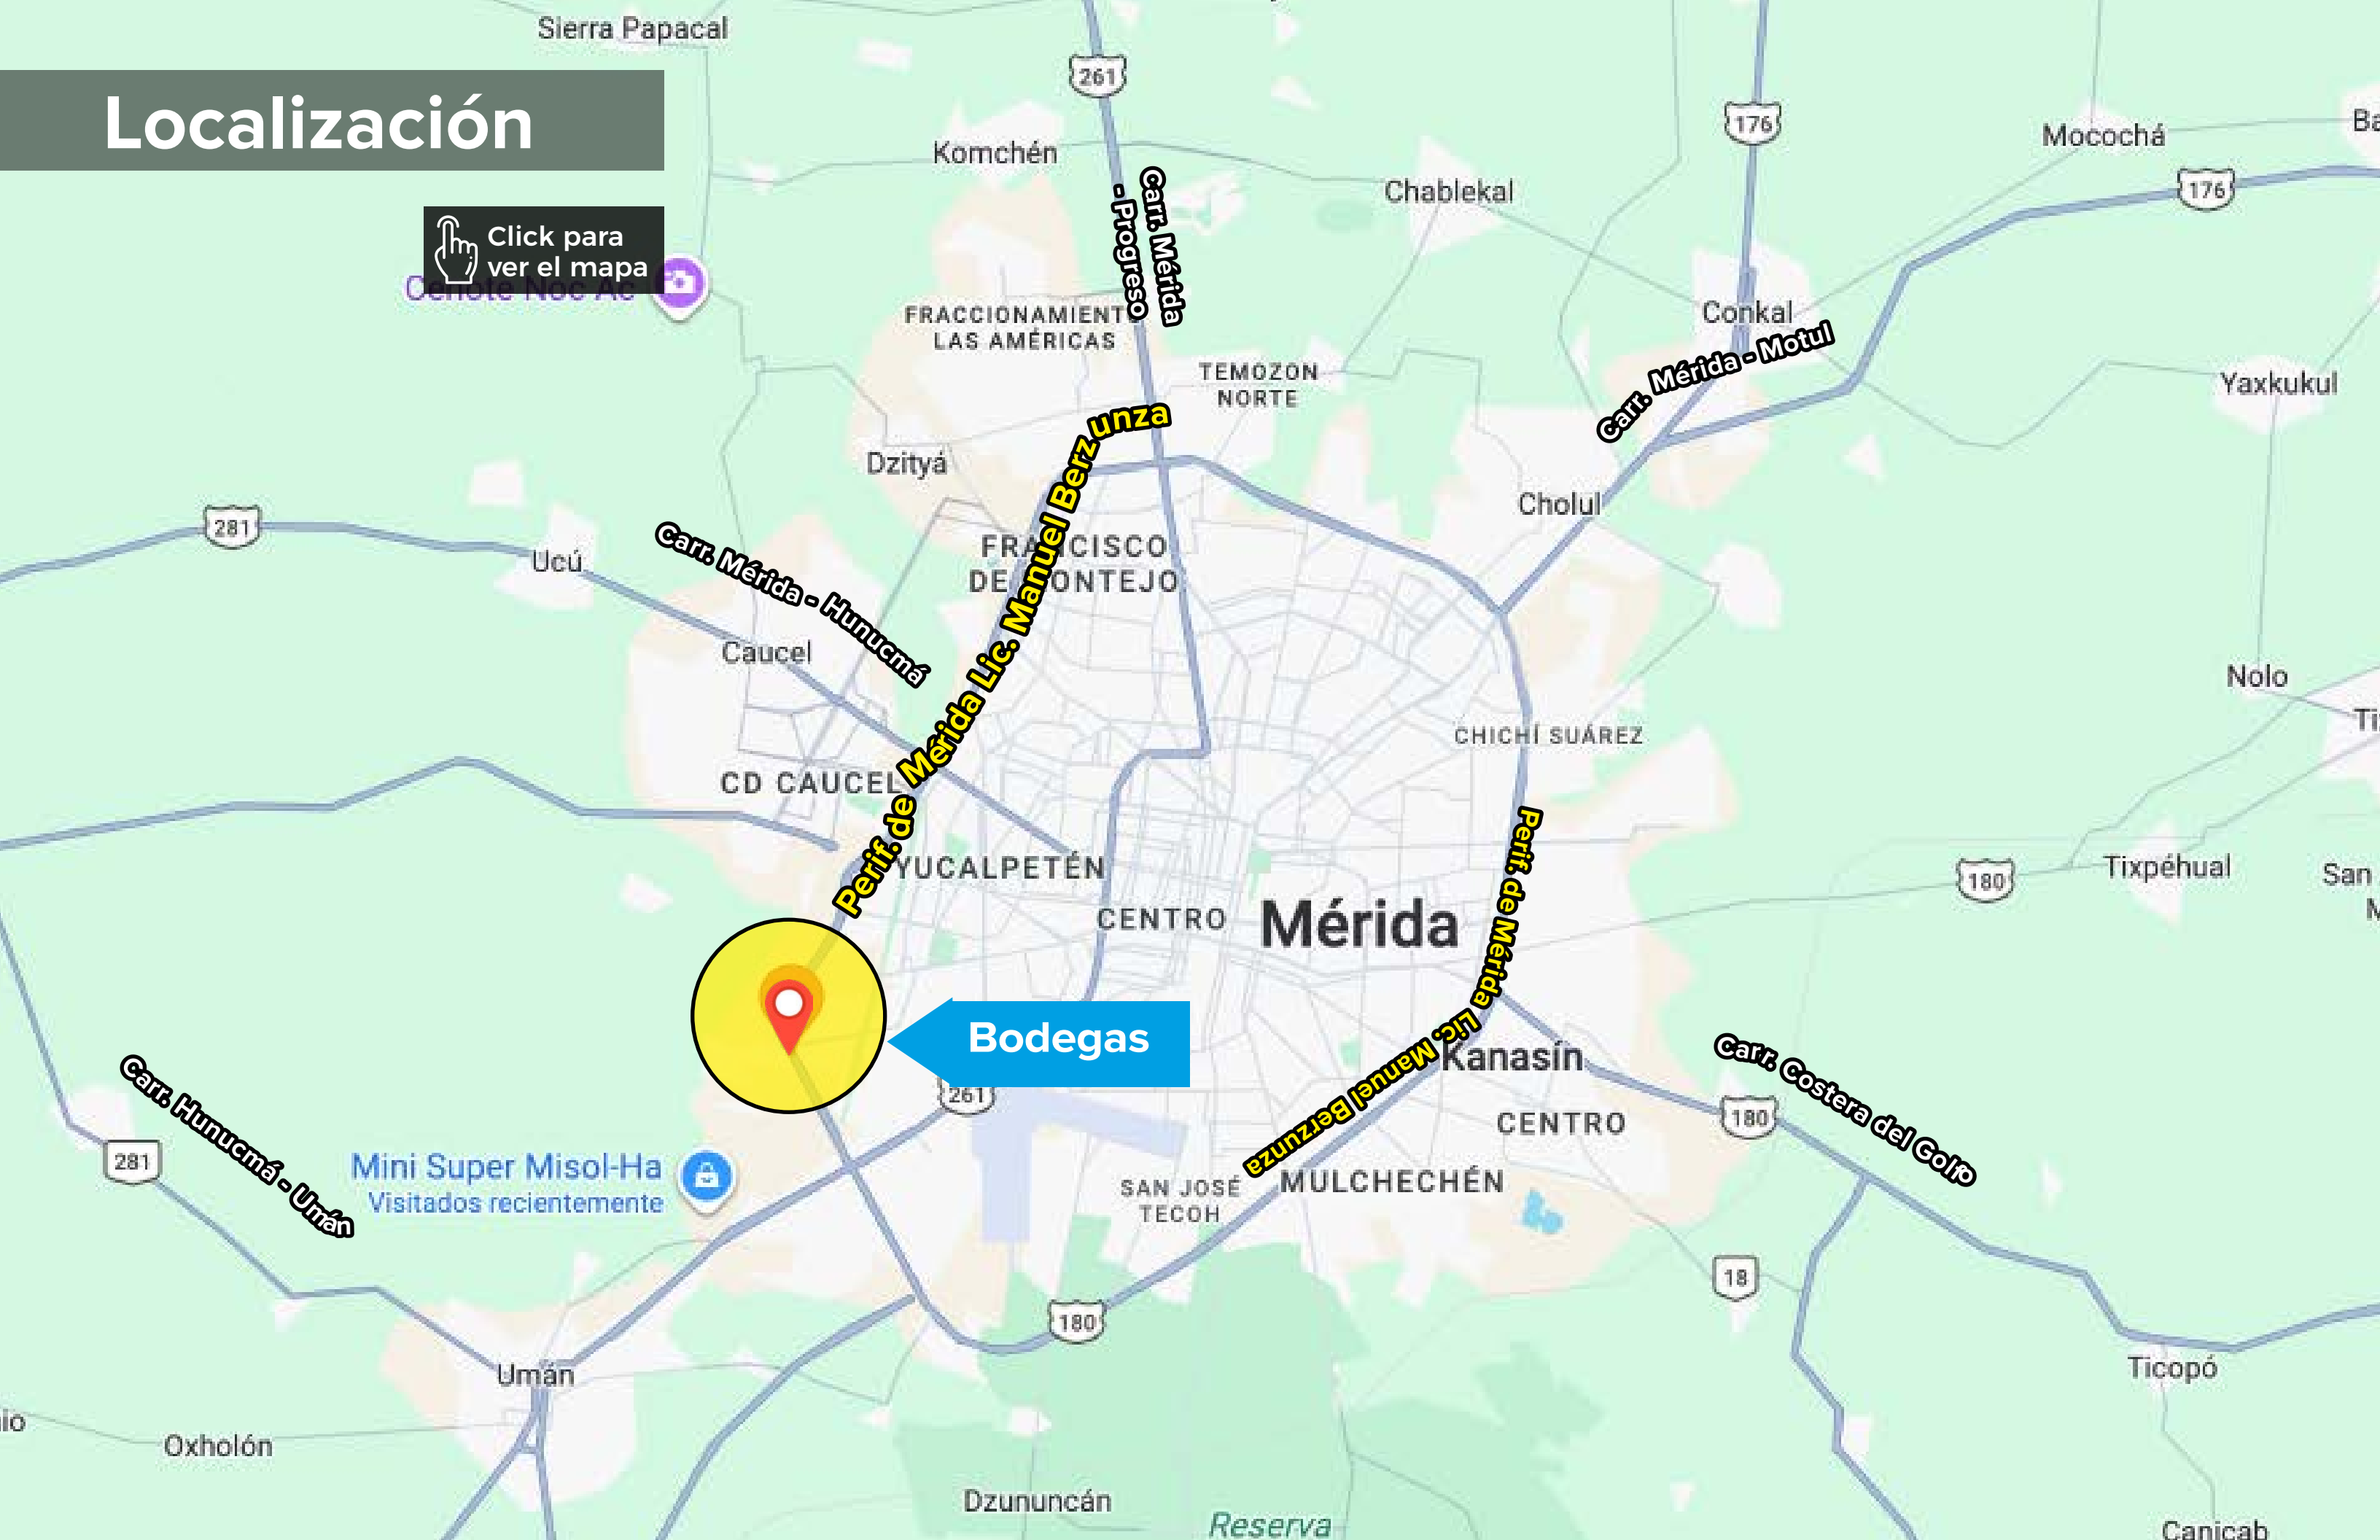 Sierra Papacal
261
Localización
176
Mocochá
Komchén
Chablekal
176
Carr. Mérida
- Progreso
Click para
ver el mapa
Cenote Noc Ac
FRACCIONAMIENTO
LAS AMÉRICAS
Conkal
Carr. Mérida - Motul
TEMOZON
NORTE
Yaxkukul
Perif. de Mérida Lic. Manuel Berzunza
Dzityá
Cholul
281
Ucú
Carr. Mérida - Hunucmá
FRANCISCO
DE MONTEJO
Caucel
Nolo
CHICHÍ SUÁREZ
CD CAUCEL
YUCALPETÉN
Perif. de Mérida Lic. Manuel Berzunza
180
Tixpéhual
San
CENTRO
Mérida
Bodegas
Kanasín
Carr. Costera del Golfo
261
180
CENTRO
Carr. Hunucmá - Umán
281
Mini Super Misol-Ha
Visitados recientemente
SAN JOSÉ
TECOH
MULCHECHÉN
18
180
Umán
Ticopó
Oxholón
Dzununcán
Reserva
Canicab